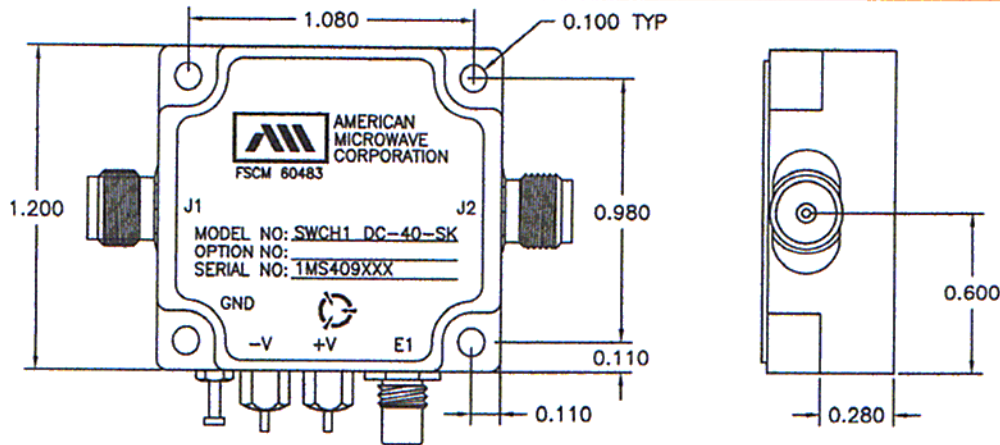 1.080
0.100 TYP
AMERICAN
MICROWAVE
CORPORATION
FSCM 60483
1.200
J1
J2
0.980
MODEL NO: SWCH1 DC-40-SK
OPTION NO:
SERIAL NO: 1MS409XXX
GND
-V
+V
E1
0.600
0.110
0.110
0.280